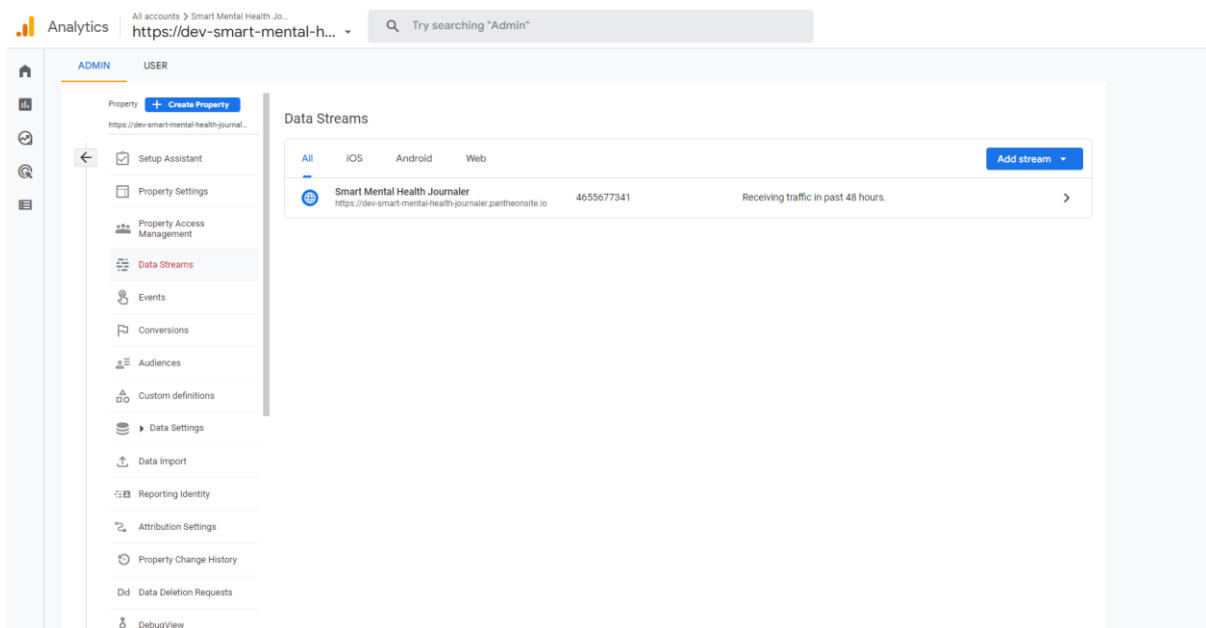 Analytics
All accounts > Smart Mental Health Jo...
https://dev-smart-mental-h...
Try searching "Admin"
ADMIN USER
Property + Create Property
https://dev-smart-mental-health-journal...
Setup Assistant
Property Settings
Property Access
Management
Data Streams
Events
Conversions
Audiences
Custom definitions
Data Settings
Data Import
Reporting Identity
Attribution Settings
Property Change History
Dd Data Deletion Requests
DebugView
Data Streams
All iOS Android Web
Add stream
Smart Mental Health Journaler
https://dev-smart-mental-health-journaler.pantheonsite.io
4655677341
Receiving traffic in past 48 hours.